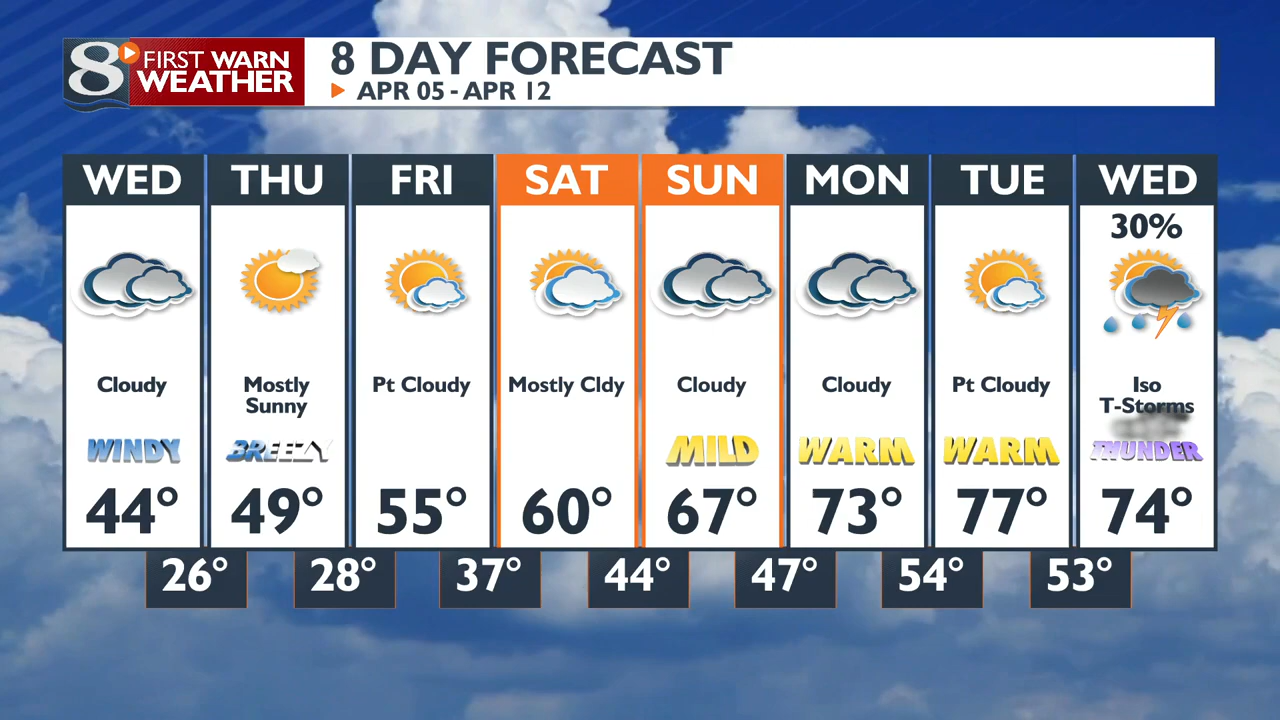 8 FIRST WARN
WEATHER
8 DAY FORECAST
APR 05 - APR 12
WED THU FRI SAT SUN MON TUE WED
30%
Cloudy Mostly Pt Cloudy Mostly Cldy Cloudy Cloudy Pt Cloudy Iso
Sunny T-Storms
WINDY BREEZY MILD WARM WARM THUNDER
44° 49° 55° 60° 67° 73° 77° 74°
26° 28° 37° 44° 47° 54° 53°